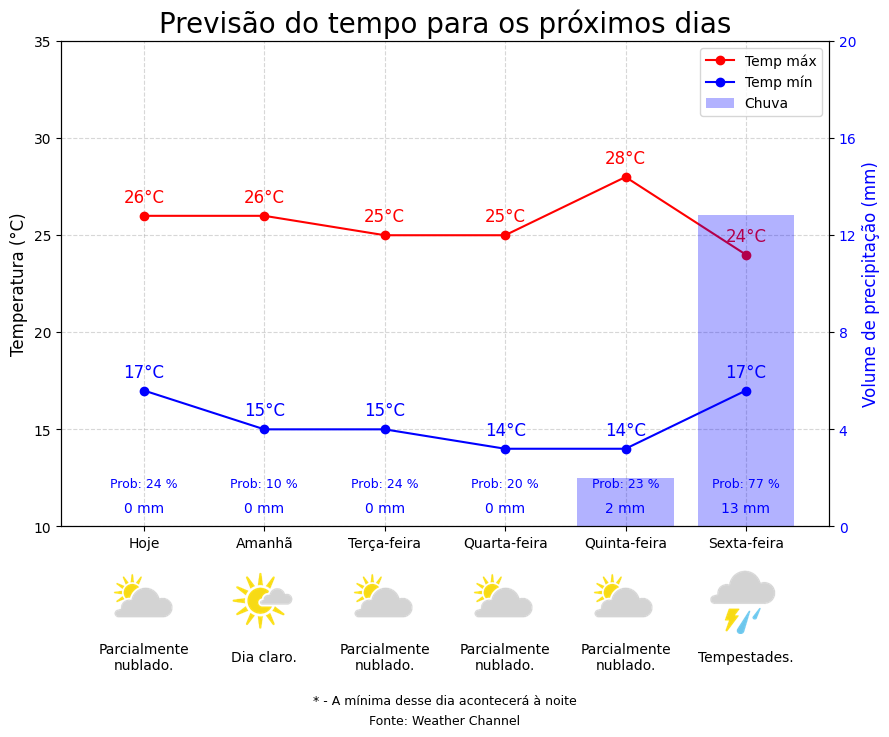 Previsão do tempo para os próximos dias
35
30
25
20
15
10
Temperatura (°C)
20
16
12
8
4
0
Volume de precipitação (mm)
Temp máx
Temp mín
Chuva
26°C
26°C
25°C
25°C
28°C
24°C
17°C
15°C
15°C
14°C
14°C
17°C
Prob: 24 %
Prob: 10 %
Prob: 24 %
Prob: 20 %
Prob: 23 %
Prob: 77 %
0 mm
0 mm
0 mm
0 mm
2 mm
13 mm
Hoje
Amanhã
Terça-feira
Quarta-feira
Quinta-feira
Sexta-feira
Parcialmente
nublado.
Dia claro.
Parcialmente
nublado.
Parcialmente
nublado.
Parcialmente
nublado.
Tempestades.
* - A mínima desse dia acontecerá à noite
Fonte: Weather Channel